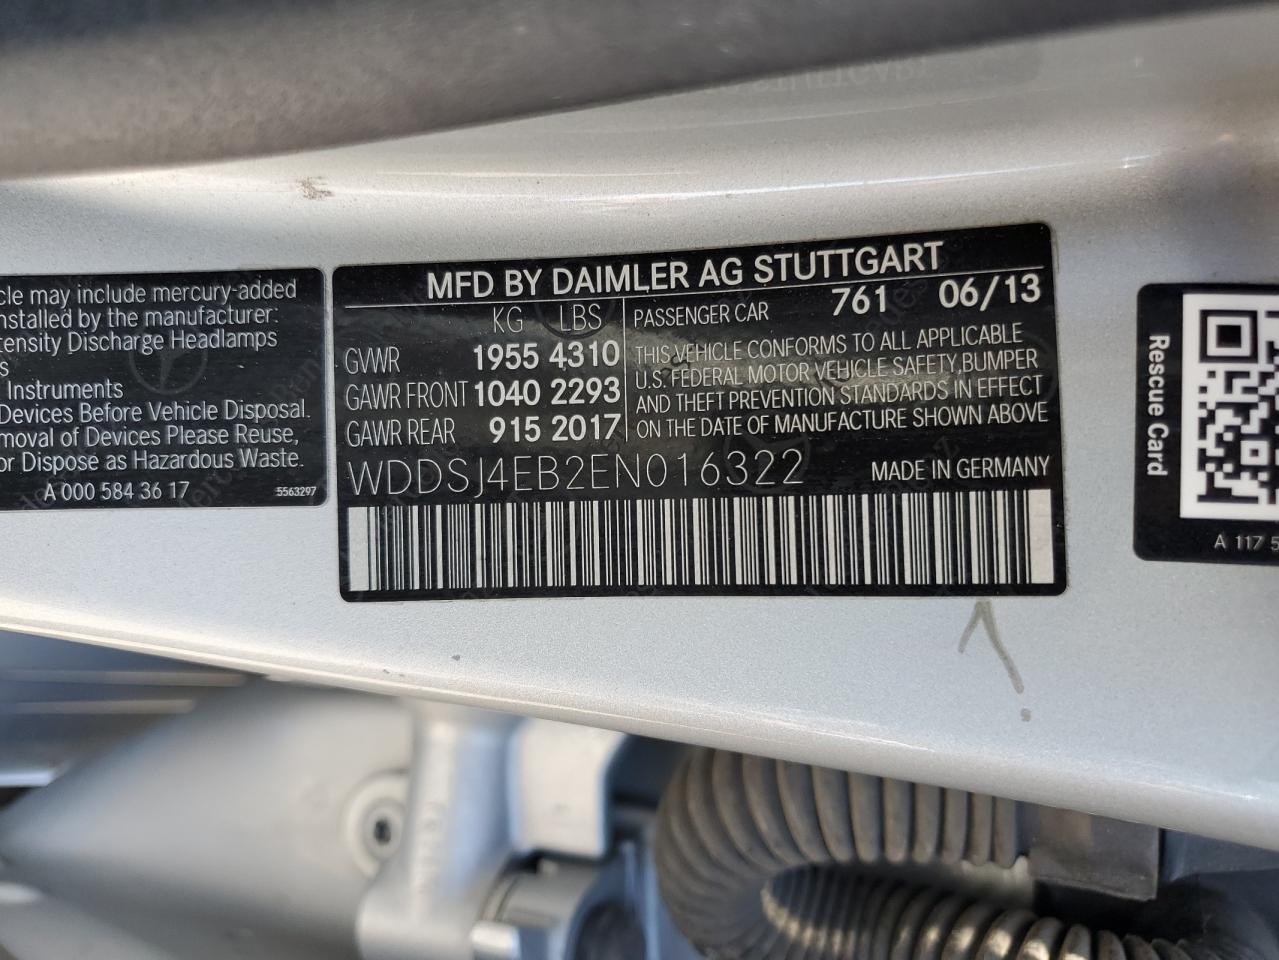 cle may include mercury-added
nstalled by the manufacturer:
tensity Discharge Headlamps
s
Instruments
Devices Before Vehicle Disposal.
moval of Devices Please Reuse,
or Dispose as Hazardous Waste.
A 000 584 36 17 5563297
MFD BY DAIMLER AG STUTTGART
KG LBS
GVWR 1955 4310
GAWR FRONT 1040 2293
GAWR REAR 915 2017
PASSENGER CAR 761 06/13
THIS VEHICLE CONFORMS TO ALL APPLICABLE
U.S. FEDERAL MOTOR VEHICLE SAFETY, BUMPER
AND THEFT PREVENTION STANDARDS IN EFFECT
ON THE DATE OF MANUFACTURE SHOWN ABOVE
WDDSJ4EB2EN016322 MADE IN GERMANY
Rescue Card
A 117 5